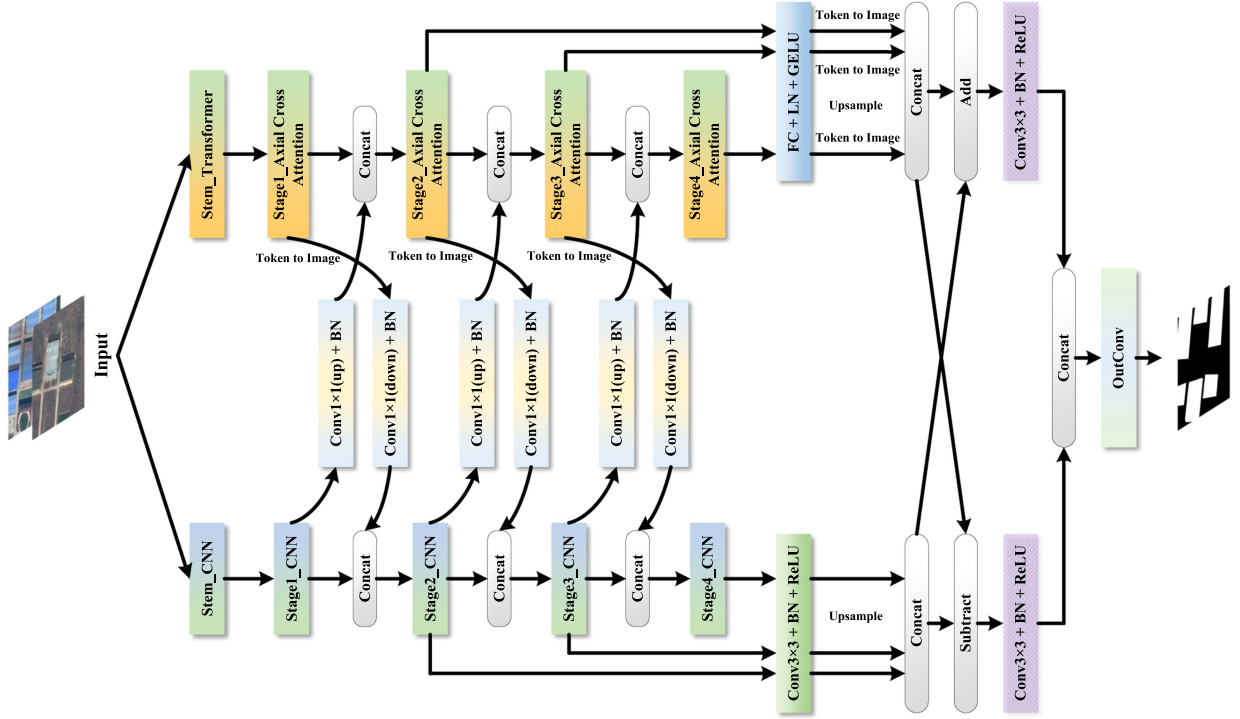 Input
Stem_Transformer
Stage1_Axial Cross
Attention
Concat
Stage2_Axial Cross
Attention
Concat
Stage3_Axial Cross
Attention
Concat
Stage4_Axial Cross
Attention
FC + LN + GELU
Token to Image
Token to Image
Upsample
Token to Image
Concat
Add
Conv3×3 + BN + ReLU
Token to Image
Token to Image
Token to Image
Conv1×1(up) + BN
Conv1×1(down) + BN
Conv1×1(up) + BN
Conv1×1(down) + BN
Conv1×1(up) + BN
Conv1×1(down) + BN
Concat
OutConv
Stem_CNN
Stage1_CNN
Concat
Stage2_CNN
Concat
Stage3_CNN
Concat
Stage4_CNN
Conv3×3 + BN + ReLU
Upsample
Concat
Subtract
Conv3×3 + BN + ReLU